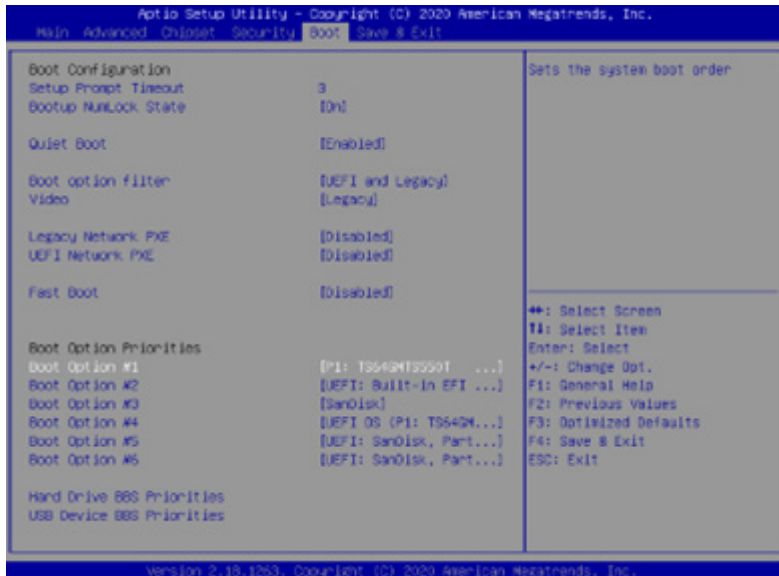 Aptio Setup Utility - Copyright (C) 2020 American Megatrends, Inc.
Main Advanced Chipset Security Boot Save & Exit
Boot Configuration
Setup Prompt Timeout 3
Bootup NumLock State [On]
Quiet Boot [Enabled]
Boot option filter [UEFI and Legacy]
Video [Legacy]
Legacy Network PXE [Disabled]
UEFI Network PXE [Disabled]
Fast Boot [Disabled]
Boot Option Priorities
Boot Option #1 [P1: TS64GMTS550T ...]
Boot Option #2 [UEFI: Built-in EFI ...]
Boot Option #3 [SanDisk]
Boot Option #4 [UEFI OS (P1: TS64GM...]
Boot Option #5 [UEFI: SanDisk, Part...]
Boot Option #6 [UEFI: SanDisk, Part...]
Hard Drive BBS Priorities
USB Device BBS Priorities
Sets the system boot order
→←: Select Screen
↑↓: Select Item
Enter: Select
+/-: Change Opt.
F1: General Help
F2: Previous Values
F3: Optimized Defaults
F4: Save & Exit
ESC: Exit
Version 2.18.1263. Copyright (C) 2020 American Megatrends, Inc.